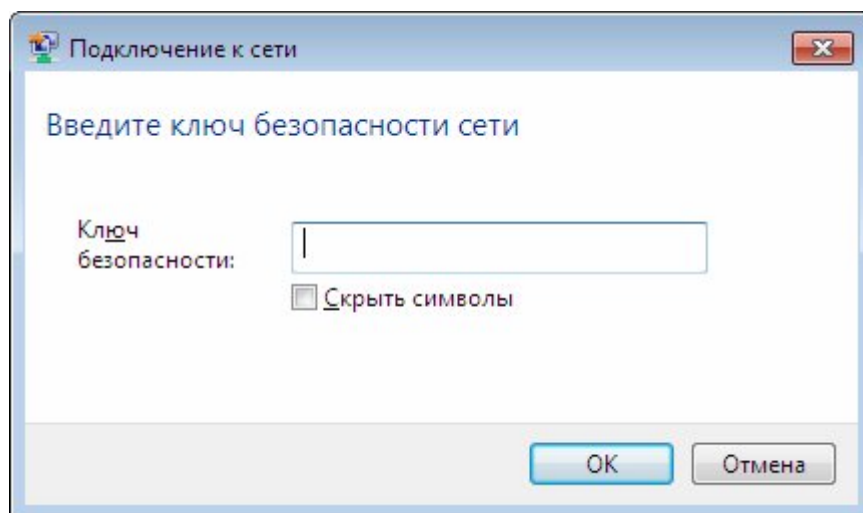 Подключение к сети
Введите ключ безопасности сети
Ключ
безопасности:
Скрыть символы
OK
Отмена